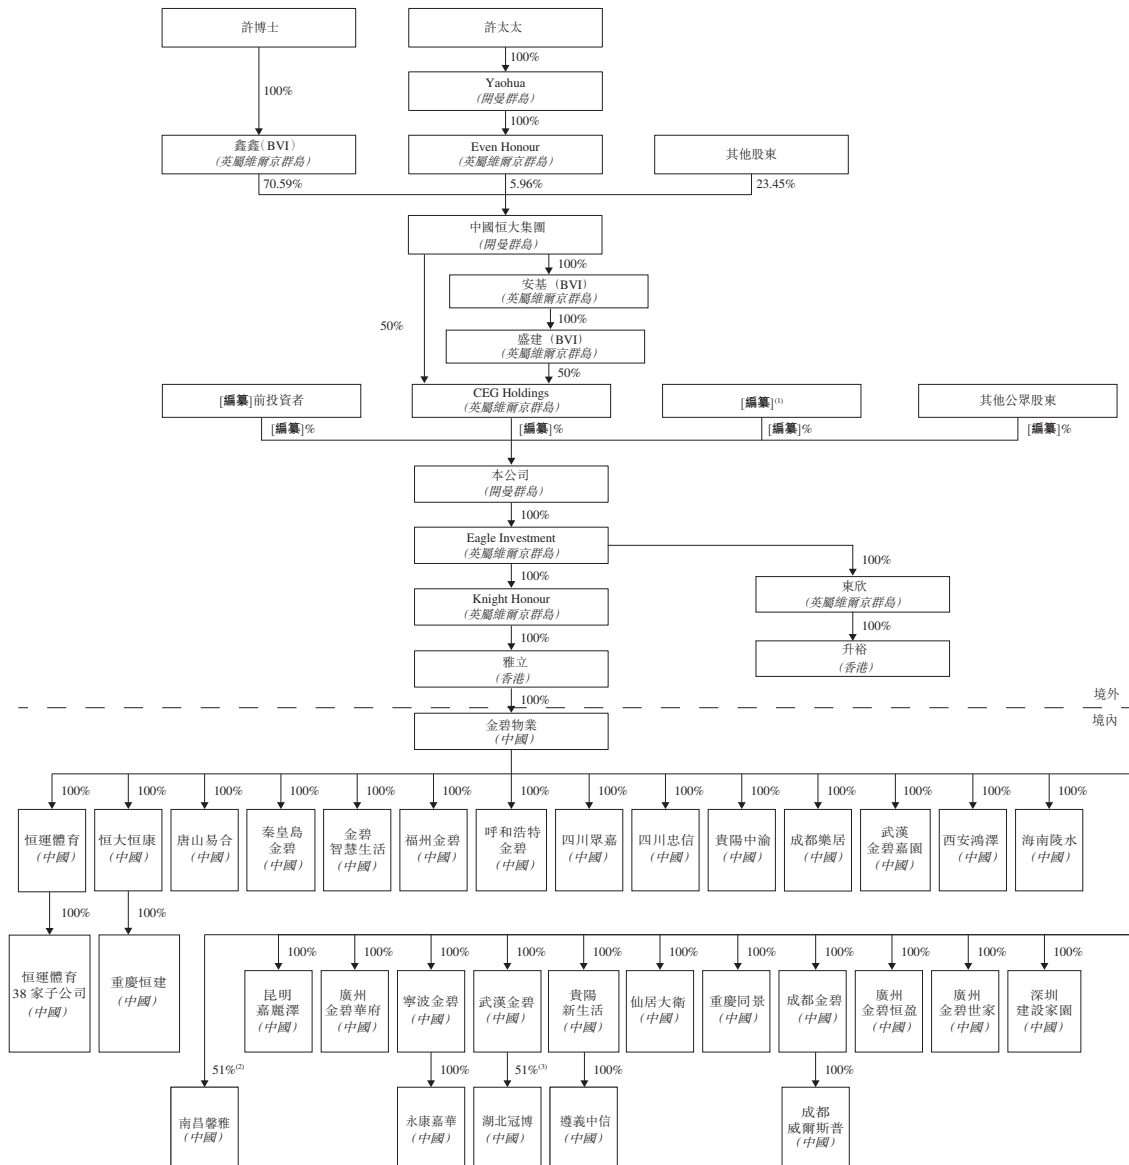 許博士
許太太
100%
Yaohua
(開曼群島)
100%
100%
鑫鑫(BVI)
(英屬維爾京群島)
Even Honour
(英屬維爾京群島)
其他股東
70.59%
5.96%
23.45%
中國恒大集團
(開曼群島)
100%
安基 (BVI)
(英屬維爾京群島)
50%
100%
盛建 (BVI)
(英屬維爾京群島)
50%
[編纂]前投資者
CEG Holdings
(英屬維爾京群島)
[編纂](1)
其他公眾股東
[編纂]%
[編纂]%
[編纂]%
[編纂]%
本公司
(開曼群島)
100%
Eagle Investment
(英屬維爾京群島)
100%
100%
Knight Honour
(英屬維爾京群島)
東欣
(英屬維爾京群島)
100%
100%
雅立
(香港)
升裕
(香港)
100%
境外
境內
金碧物業
(中國)
100%
100%
100%
100%
100%
100%
100%
100%
100%
100%
100%
100%
100%
100%
恒運體育
(中國)
恒大恒康
(中國)
唐山易合
(中國)
秦皇島
金碧
(中國)
金碧
智慧生活
(中國)
福州金碧
(中國)
呼和浩特
金碧
(中國)
四川眾嘉
(中國)
四川忠信
(中國)
貴陽中渝
(中國)
成都樂居
(中國)
武漢
金碧嘉園
(中國)
西安鴻澤
(中國)
海南陵水
(中國)
100%
100%
恒運體育
38 家子公司
(中國)
重慶恒建
(中國)
100%
100%
100%
100%
100%
100%
100%
100%
100%
100%
100%
昆明
嘉麗澤
(中國)
廣州
金碧華府
(中國)
寧波金碧
(中國)
武漢金碧
(中國)
貴陽
新生活
(中國)
仙居大衛
(中國)
重慶同景
(中國)
成都金碧
(中國)
廣州
金碧恒盈
(中國)
廣州
金碧世家
(中國)
深圳
建設家園
(中國)
51%(2)
100%
51%(3)
100%
100%
南昌馨雅
(中國)
永康嘉華
(中國)
湖北冠博
(中國)
遵義中信
(中國)
成都
威爾斯普
(中國)